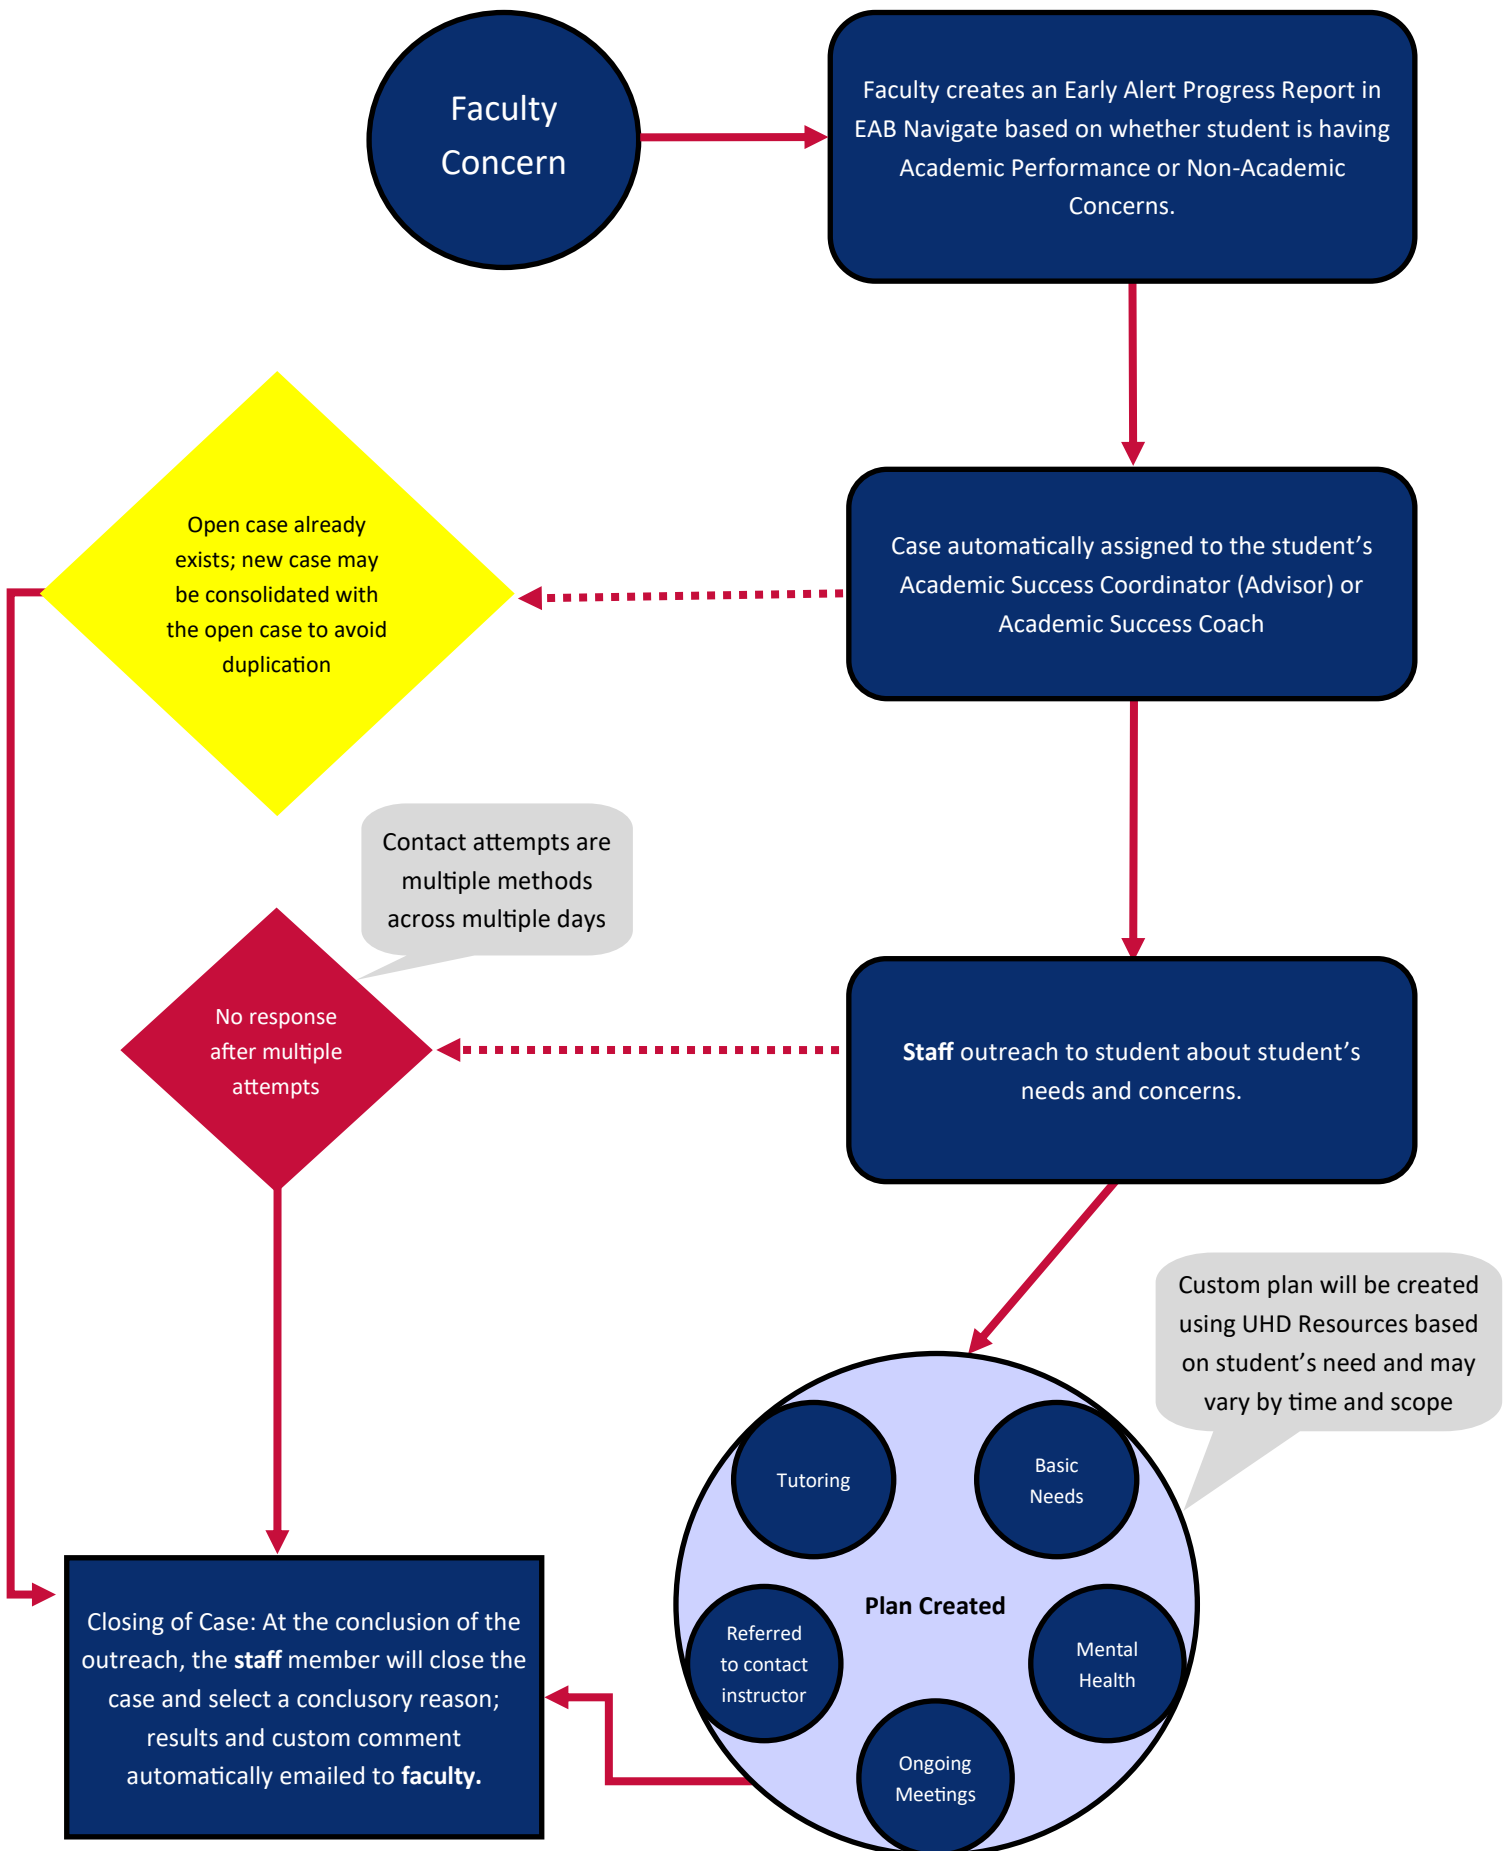 Faculty
Concern
Faculty creates an Early Alert Progress Report in
EAB Navigate based on whether student is having
Academic Performance or Non-Academic
Concerns.
Open case already
exists; new case may
be consolidated with
the open case to avoid
duplication
Case automatically assigned to the student’s
Academic Success Coordinator (Advisor) or
Academic Success Coach
Contact attempts are
multiple methods
across multiple days
No response
after multiple
attempts
Staff outreach to student about student’s
needs and concerns.
Custom plan will be created
using UHD Resources based
on student’s need and may
vary by time and scope
Tutoring
Basic
Needs
Plan Created
Referred
to contact
instructor
Mental
Health
Ongoing
Meetings
Closing of Case: At the conclusion of the
outreach, the staff member will close the
case and select a conclusory reason;
results and custom comment
automatically emailed to faculty.